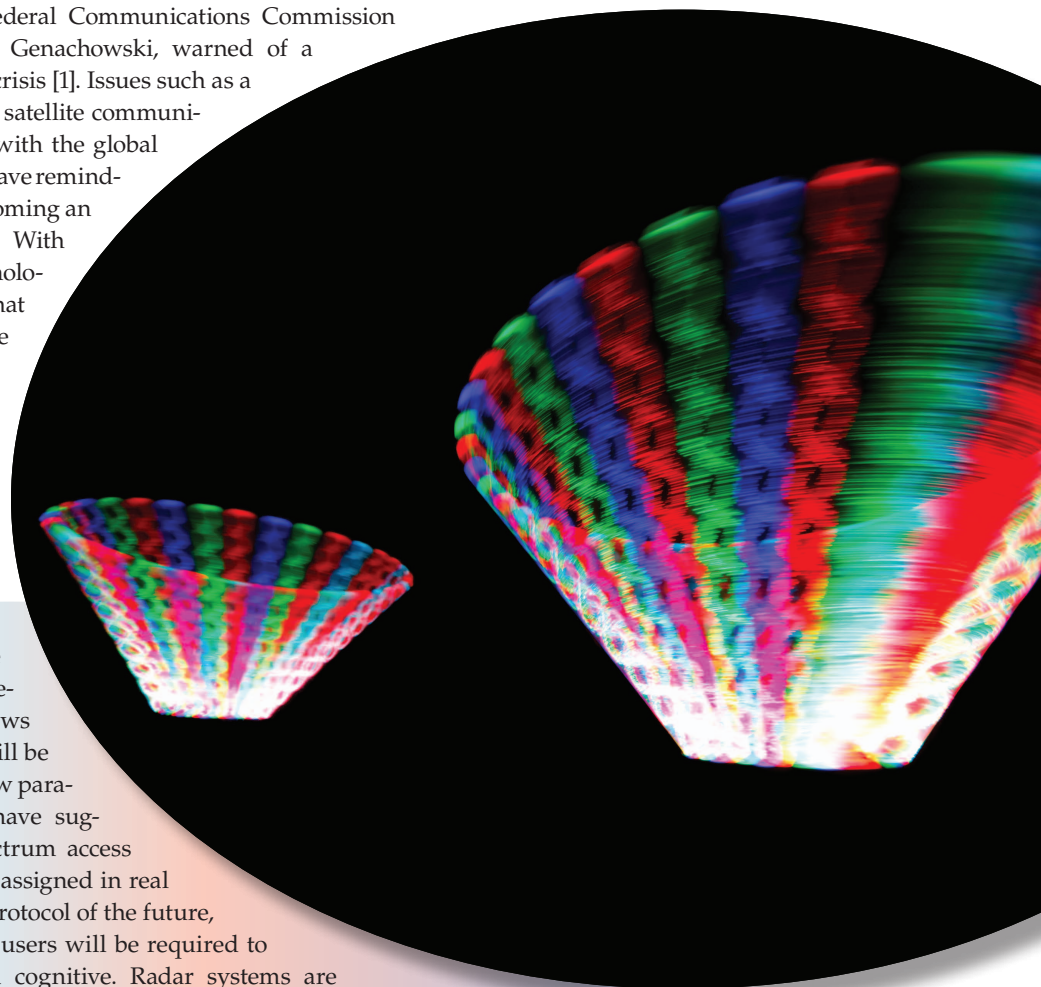 ederal Communications Commission
Genachowski, warned of a
crisis [1]. Issues such as a
satellite communi-
with the global
ave remind-
oming an
With
nolo-
hat
e
e-
ws
ill be
w para-
have sug-
ctrum access
assigned in real
rotocol of the future,
users will be required to
cognitive. Radar systems are